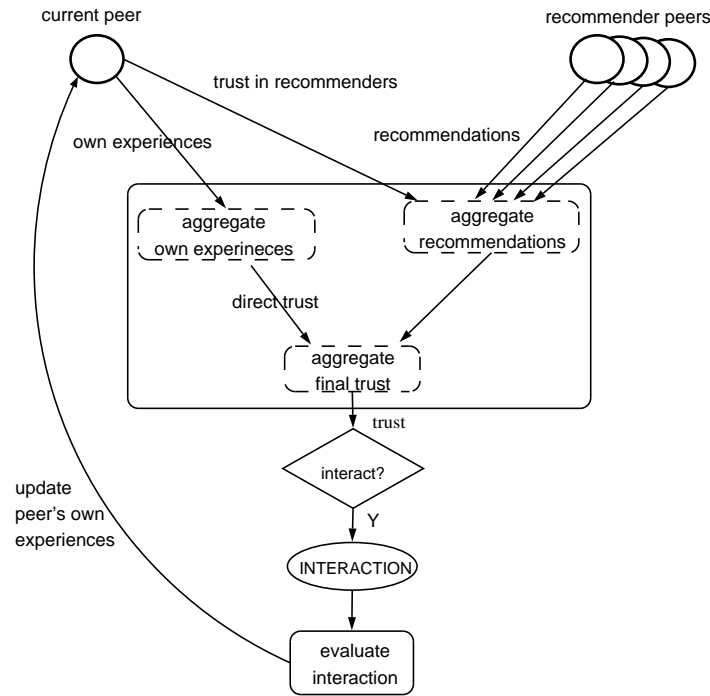 current peer
recommender peers
trust in recommenders
own experiences
recommendations
aggregate
own experineces
aggregate
recommendations
direct trust
aggregate
final trust
trust
interact?
Y
update
peer's own
experiences
INTERACTION
evaluate
interaction